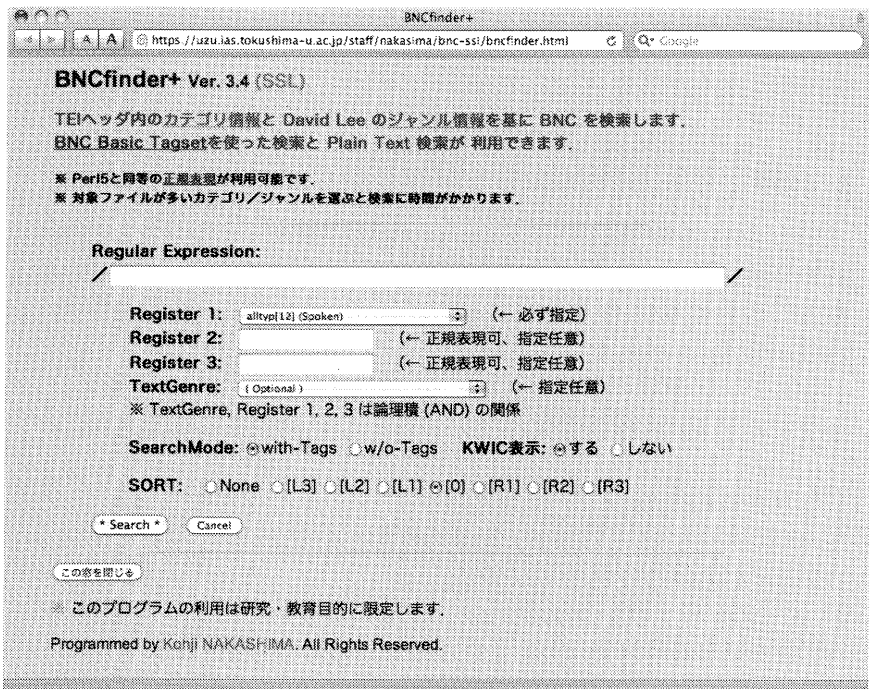 BNCfinder+
A A https://uzu.ias.tokushima-u.ac.jp/staff/nakasima/bnc-ssl/bncfinder.html Google
BNCfinder+ Ver. 3.4 (SSL)
TEIヘッダ内のカテゴリ情報と David Lee のジャンル情報を基に BNC を検索します.
BNC Basic Tagsetを使った検索と Plain Text 検索が 利用できます.
※ Perl5と同等の正規表現が利用可能です.
※ 対象ファイルが多いカテゴリ／ジャンルを選ぶと検索に時間がかかります.
Regular Expression:
/ /
Register 1: alltyp[12] (Spoken) (← 必ず指定)
Register 2: (← 正規表現可、指定任意)
Register 3: (← 正規表現可、指定任意)
TextGenre: ( Optional ) (← 指定任意)
※ TextGenre, Register 1, 2, 3 は論理積 (AND) の関係
SearchMode: with-Tags w/o-Tags KWIC表示: する しない
SORT: None [L3] [L2] [L1] [0] [R1] [R2] [R3]
* Search * Cancel
この窓を閉じる
※ このプログラムの利用は研究・教育目的に限定します.
Programmed by Kohji NAKASHIMA. All Rights Reserved.